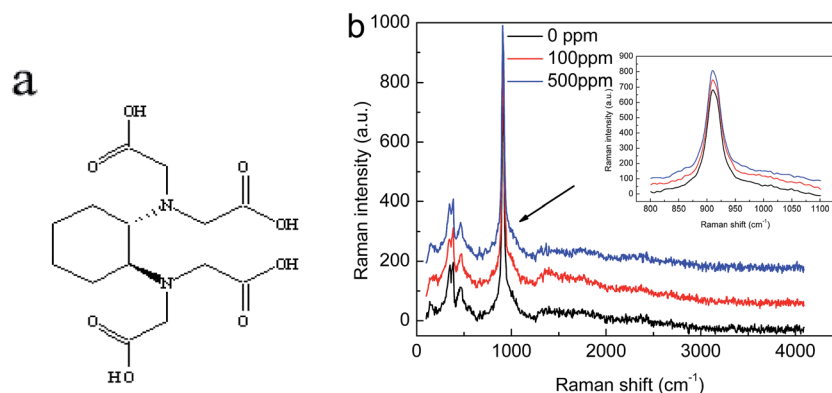 a
OH
O
N
O
OH
O
OH
N
O
O
HO
b
0 ppm
100ppm
500ppm
Raman intensity (a.u.)
1000
800
600
400
200
0
0
1000
2000
3000
4000
Raman shift (cm⁻¹)
Raman intensity (a.u.)
900
800
700
600
500
400
300
200
100
0
800
850
900
950
1000
1050
1100
Raman shift (cm⁻¹)